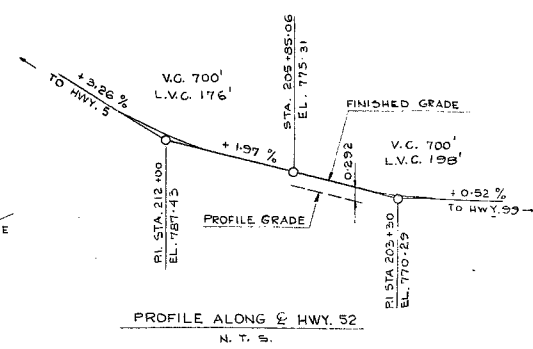 +3.26 %
TO HWY. 5
V.C. 700'
L.V.C. 176'
STA. 205+85.06
EL. 775.31
FINISHED GRADE
+1.97 %
0.292
V.C. 700'
L.V.C. 198'
+0.52 %
TO HWY. 99
PROFILE GRADE
P.I. STA. 212+00
EL. 787.43
P.I STA 203+30
EL. 770.29
E
PROFILE ALONG ℄ HWY. 52
N. T. S.